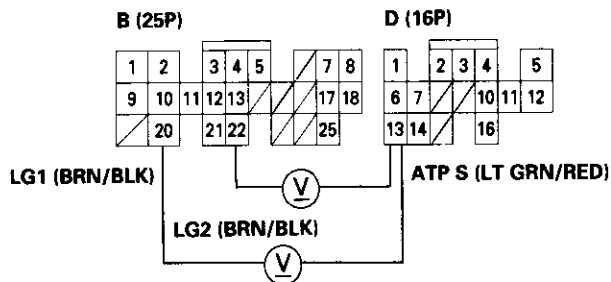 B (25P) D (16P)
1 2 3 4 5 7 8 1 2 3 4 5
9 10 11 12 13 17 18 6 7 10 11 12
20 21 22 25 13 14 16
LG1 (BRN/BLK) ATP S (LT GRN/RED)
V
LG2 (BRN/BLK)
V